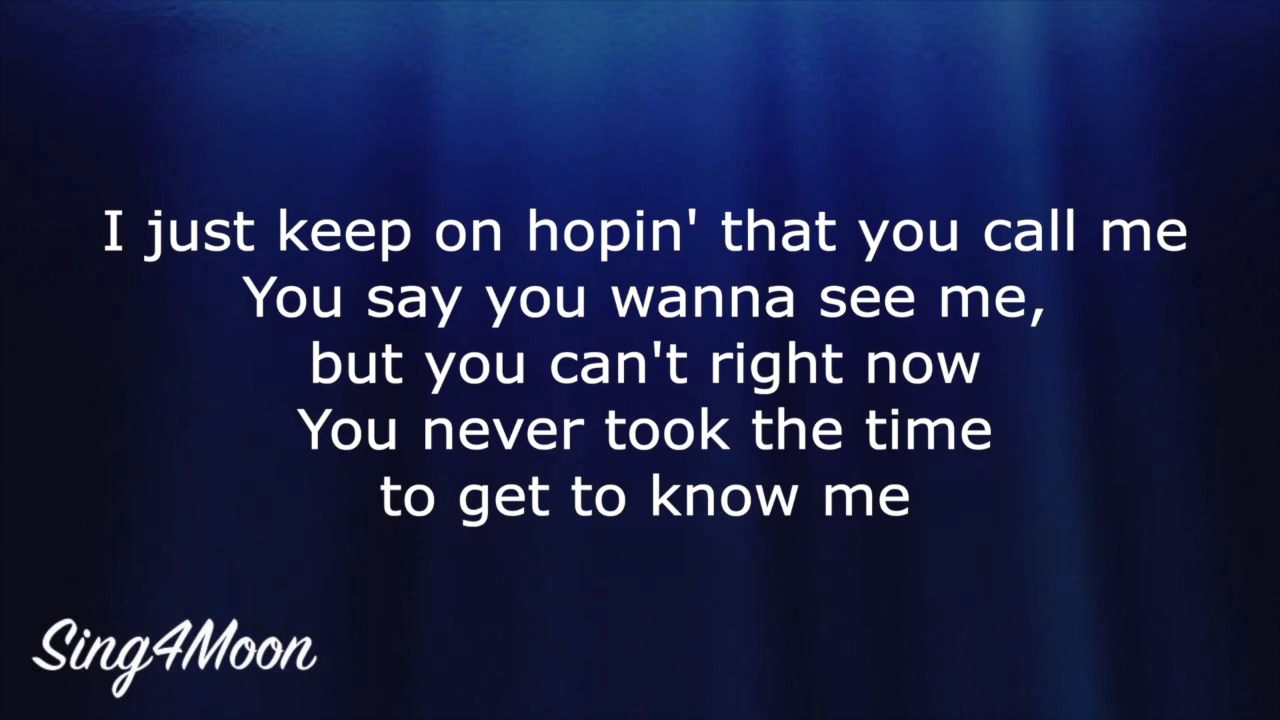 I just keep on hopin' that you call me
You say you wanna see me,
but you can't right now
You never took the time
to get to know me
Sing4Moon